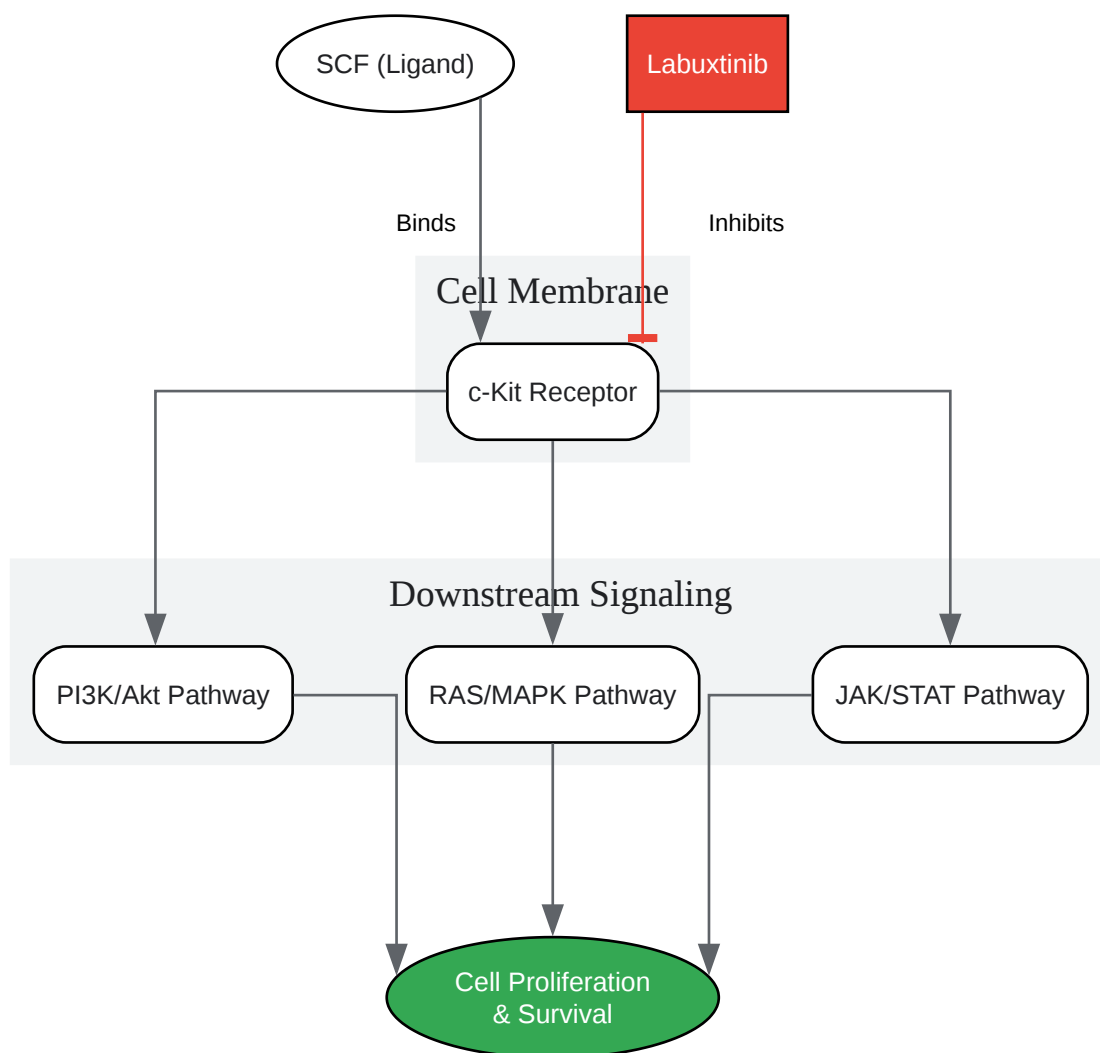 SCF (Ligand)
Labuxtinib
Binds
Inhibits
Cell Membrane
c-Kit Receptor
Downstream Signaling
PI3K/Akt Pathway
RAS/MAPK Pathway
JAK/STAT Pathway
Cell Proliferation
& Survival